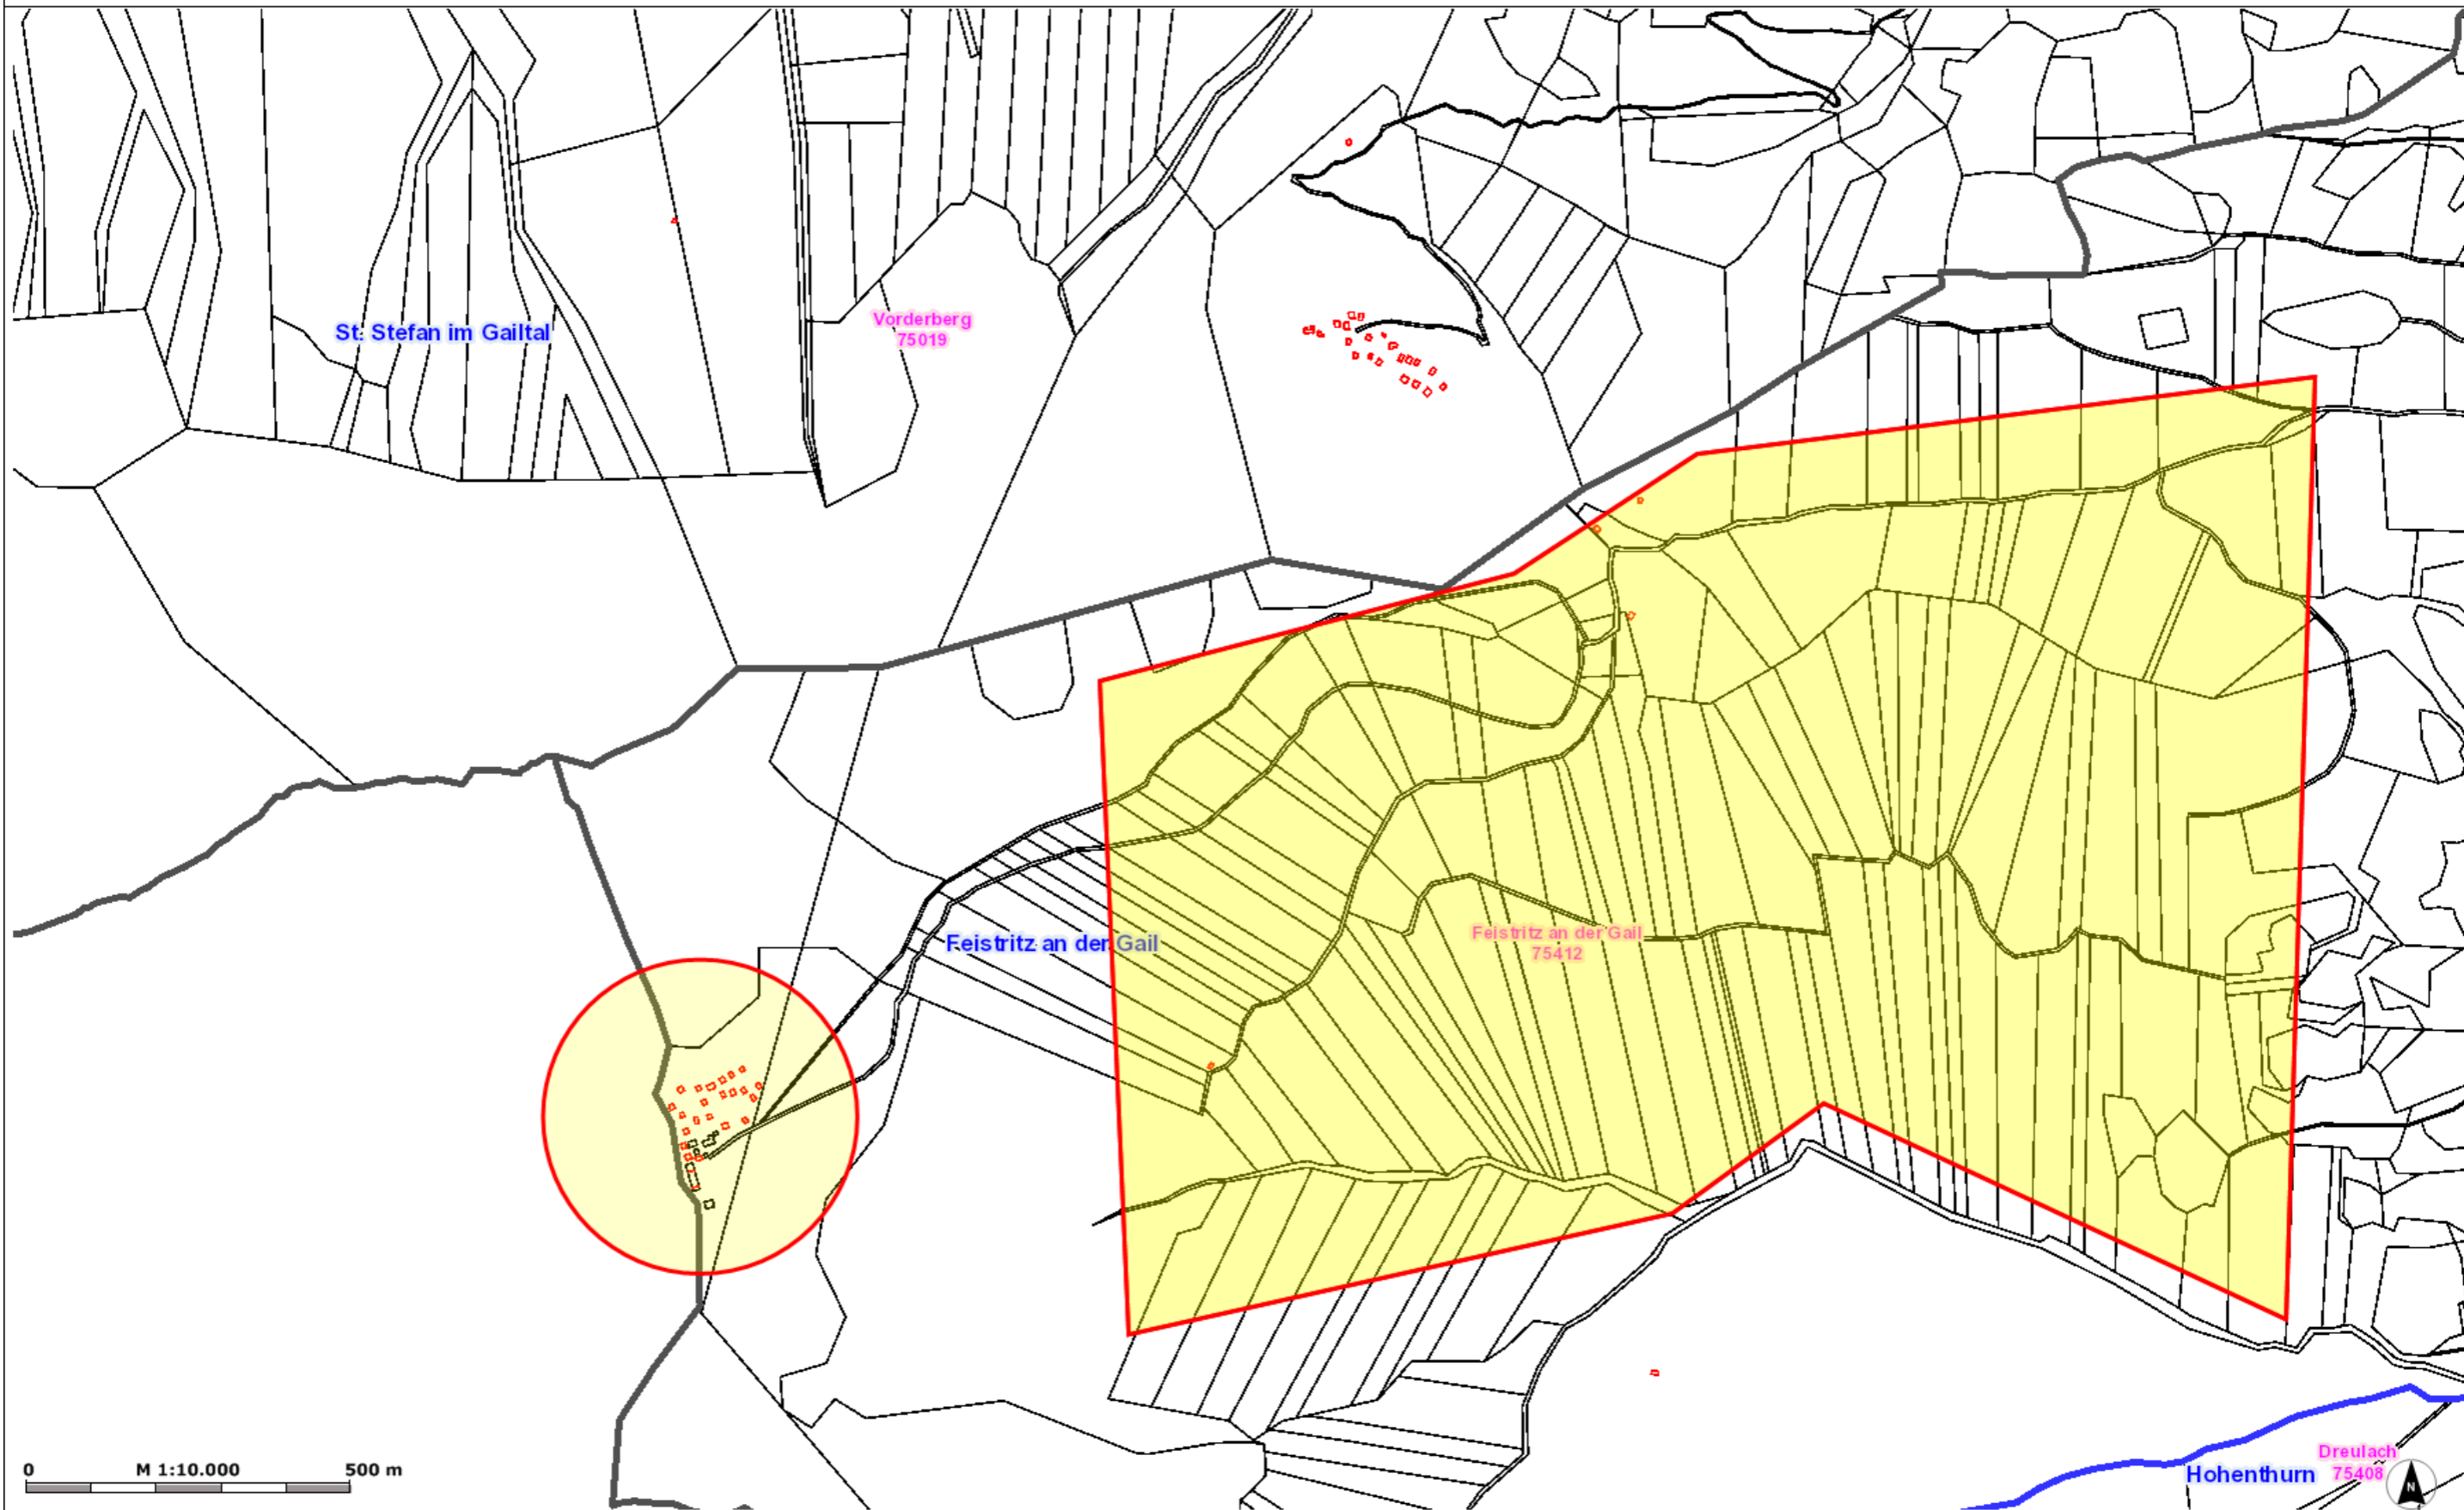 St. Stefan im Gailtal
Vorderberg
75019
Feistritz an der Gail
Feistritz an der Gail
75412
0 M 1:10.000 500 m
Dreulach
75408
Hohenthurn
N